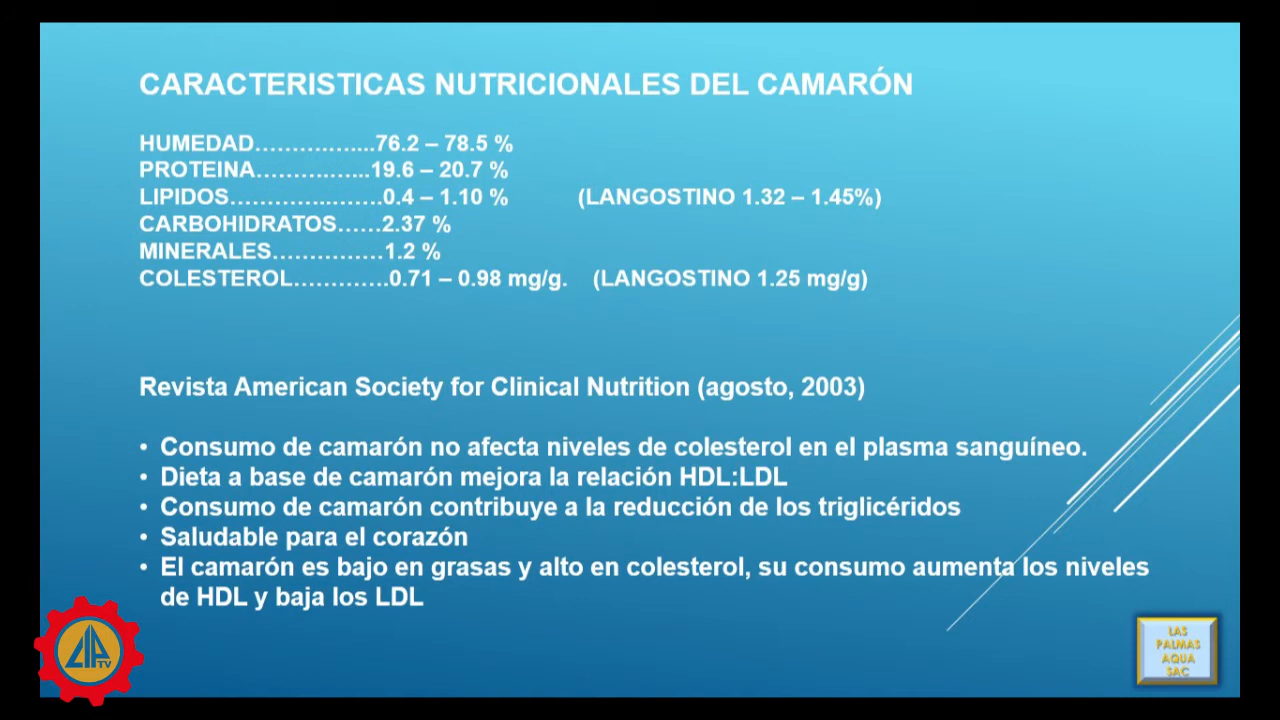 CARACTERISTICAS NUTRICIONALES DEL CAMARÓN
HUMEDAD……….…....76.2 – 78.5 %
PROTEINA……….…...19.6 – 20.7 %
LIPIDOS…………..…….0.4 – 1.10 % (LANGOSTINO 1.32 – 1.45%)
CARBOHIDRATOS……2.37 %
MINERALES……………1.2 %
COLESTEROL………….0.71 – 0.98 mg/g. (LANGOSTINO 1.25 mg/g)
Revista American Society for Clinical Nutrition (agosto, 2003)
• Consumo de camarón no afecta niveles de colesterol en el plasma sanguíneo.
• Dieta a base de camarón mejora la relación HDL:LDL
• Consumo de camarón contribuye a la reducción de los triglicéridos
• Saludable para el corazón
• El camarón es bajo en grasas y alto en colesterol, su consumo aumenta los niveles
de HDL y baja los LDL
CIP
TV
LAS
PALMAS
AQUA
SAC